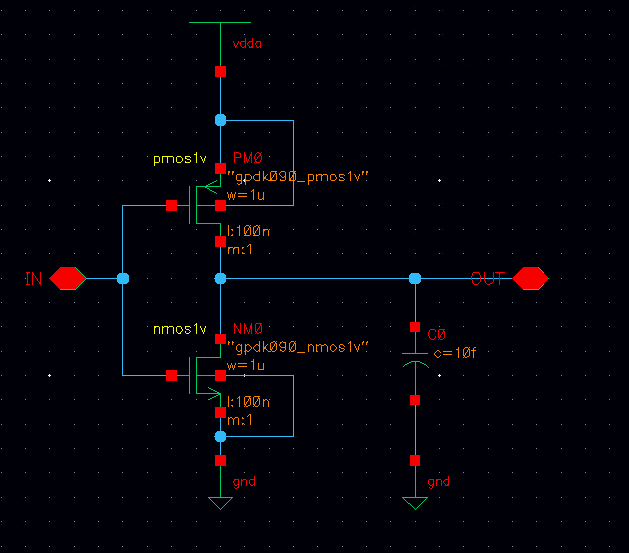 vdda
pmos1v PM0
"gpdk090_pmos1v"
w=1u
l:100n
m:1
IN
OUT
nmos1v NM0
"gpdk090_nmos1v"
w=1u
l:100n
m:1
C0
c=10f
gnd
gnd